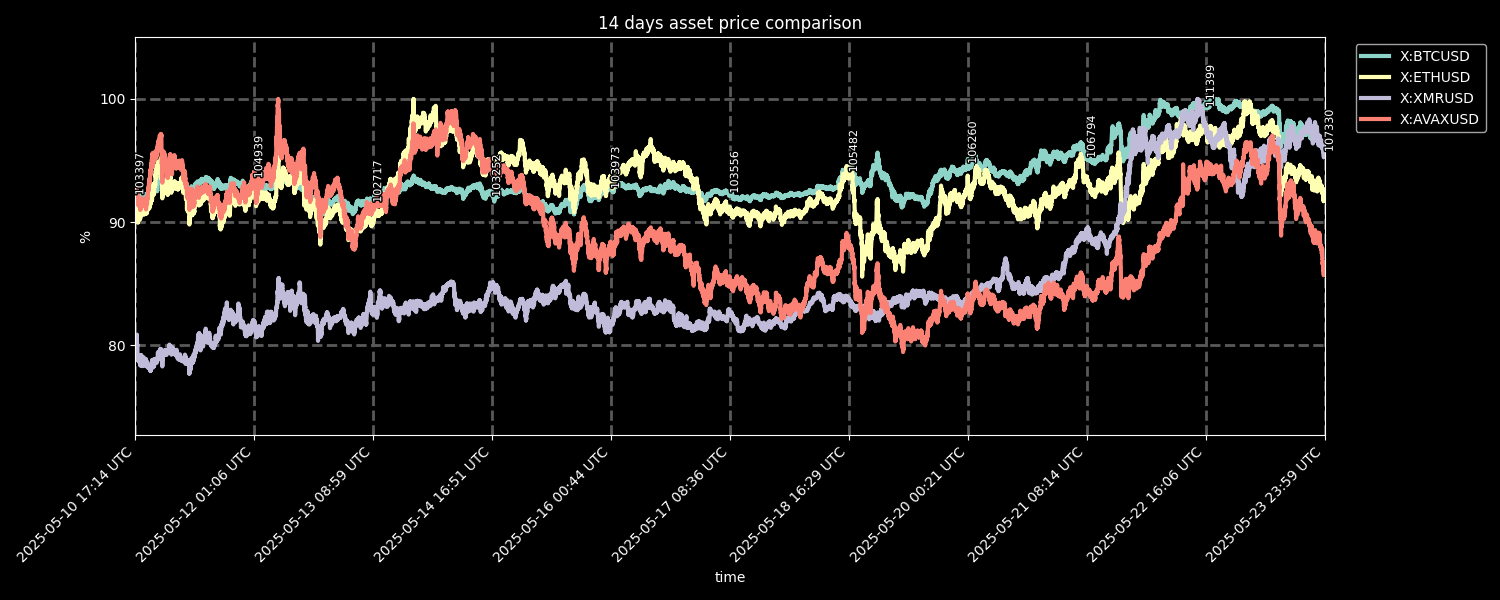 14 days asset price comparison
X:BTCUSD
X:ETHUSD
X:XMRUSD
X:AVAXUSD
100
90
80
%
103397
104939
102717
103252
103973
103556
105482
106260
106794
111399
107330
2025-05-10 17:14 UTC
2025-05-12 01:06 UTC
2025-05-13 08:59 UTC
2025-05-14 16:51 UTC
2025-05-16 00:44 UTC
2025-05-17 08:36 UTC
2025-05-18 16:29 UTC
2025-05-20 00:21 UTC
2025-05-21 08:14 UTC
2025-05-22 16:06 UTC
2025-05-23 23:59 UTC
time